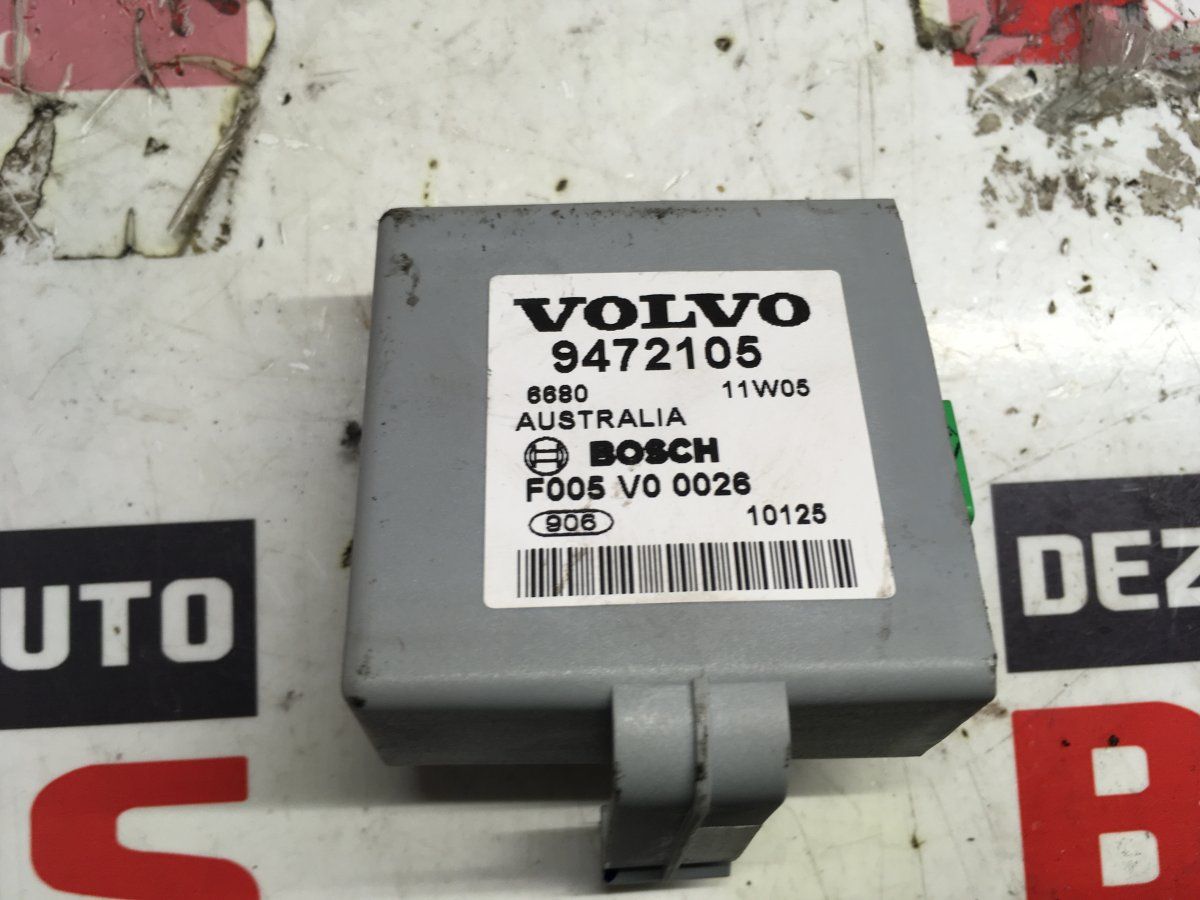 VOLVO
9472105
6680 11W05
AUSTRALIA
BOSCH
F005 V0 0026
906 10125
UTO
DEZ
S
B